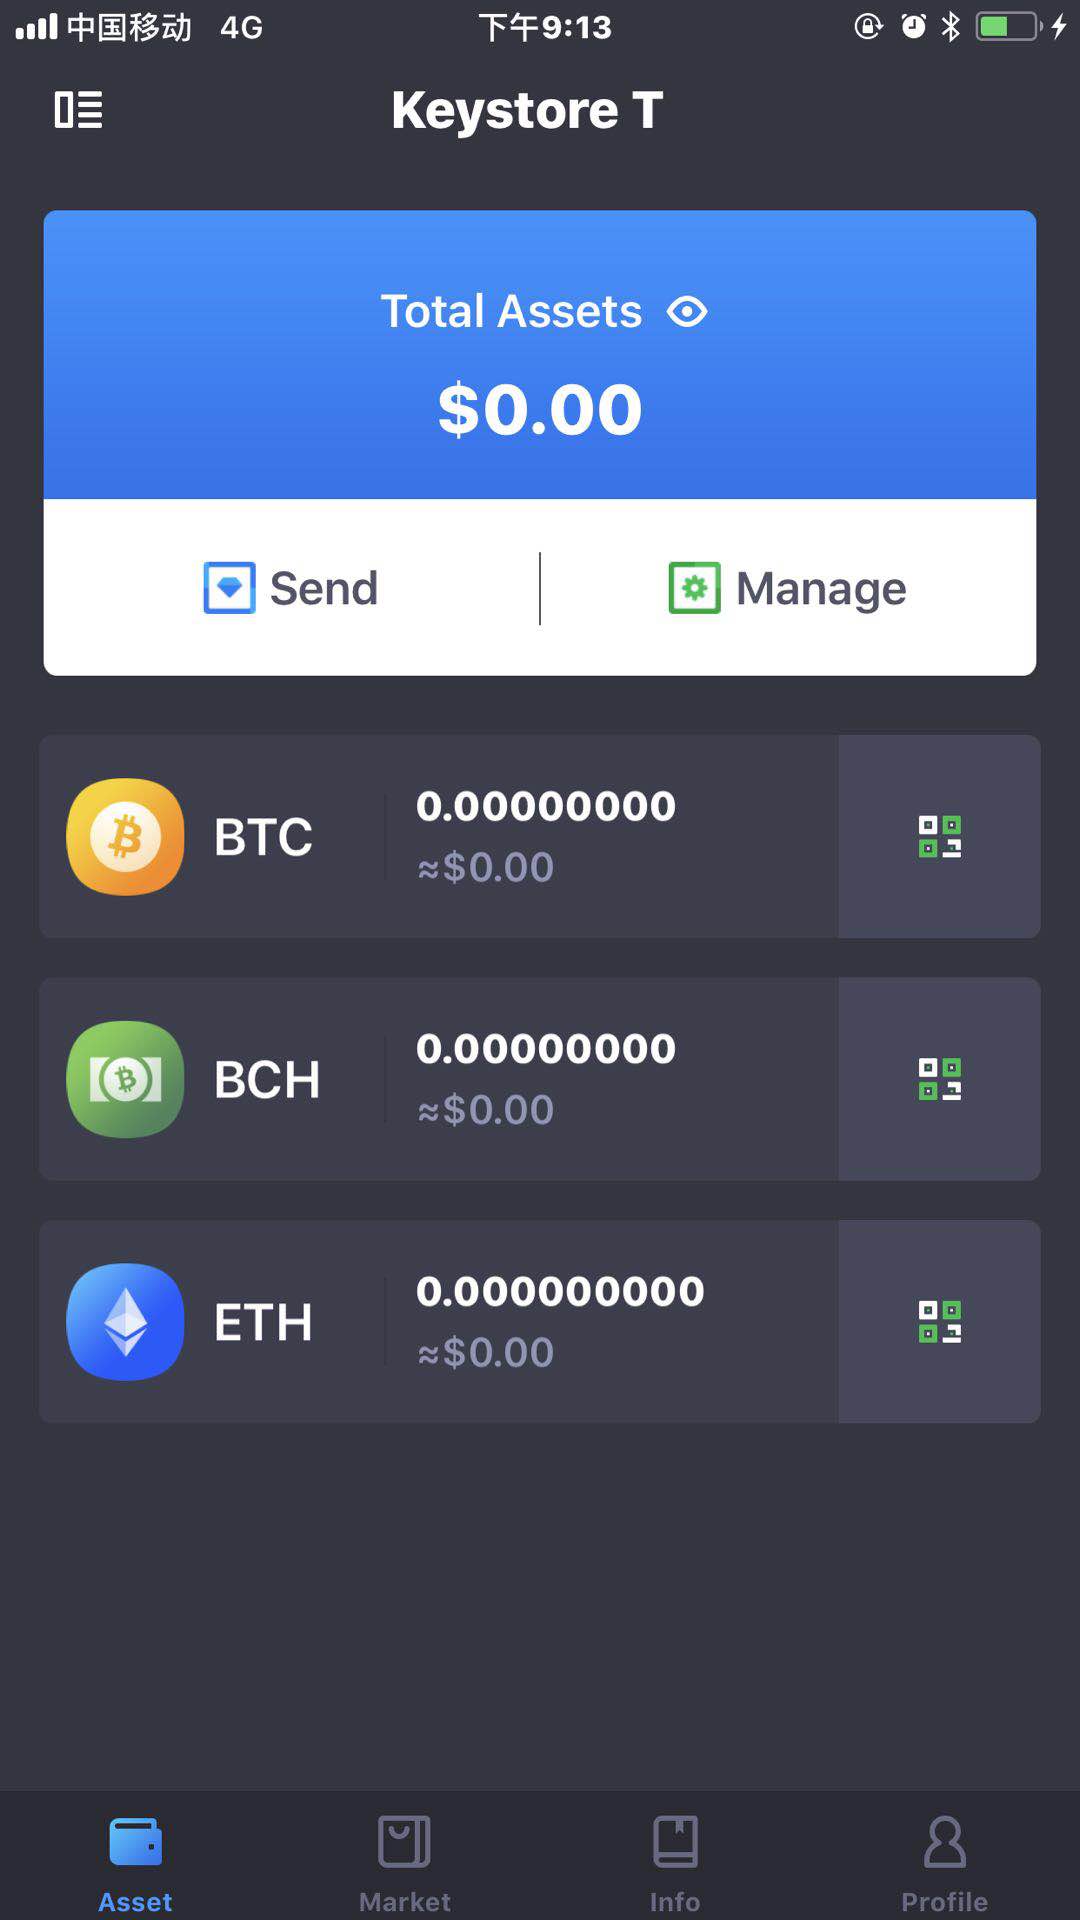 中国移动 4G 下午9:13
Keystore T
Total Assets
$0.00
Send Manage
BTC 0.00000000
≈$0.00
BCH 0.00000000
≈$0.00
ETH 0.000000000
≈$0.00
Asset Market Info Profile